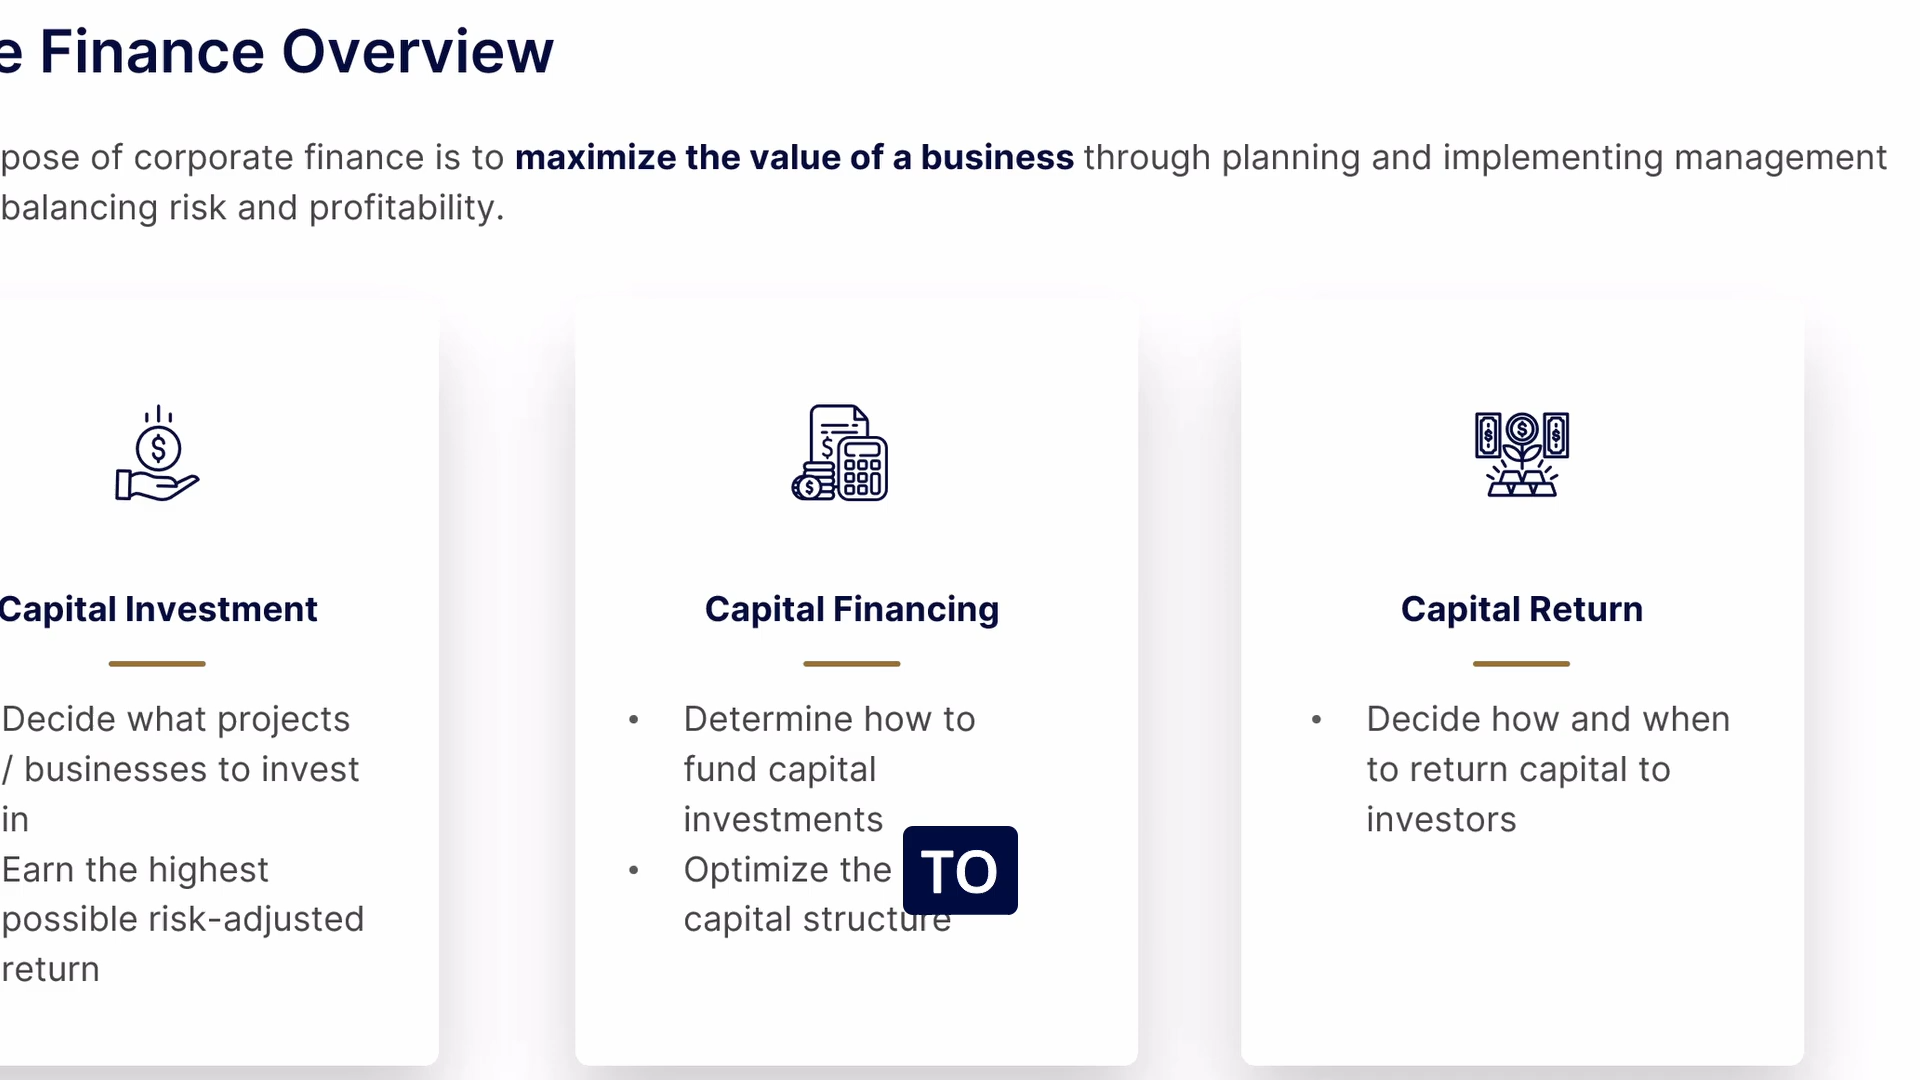 e Finance Overview
pose of corporate finance is to maximize the value of a business through planning and implementing management
balancing risk and profitability.
Capital Investment
Decide what projects
/ businesses to invest
in
Earn the highest
possible risk-adjusted
return
Capital Financing
• Determine how to
fund capital
investments
• Optimize the
capital structure
TO
Capital Return
• Decide how and when
to return capital to
investors